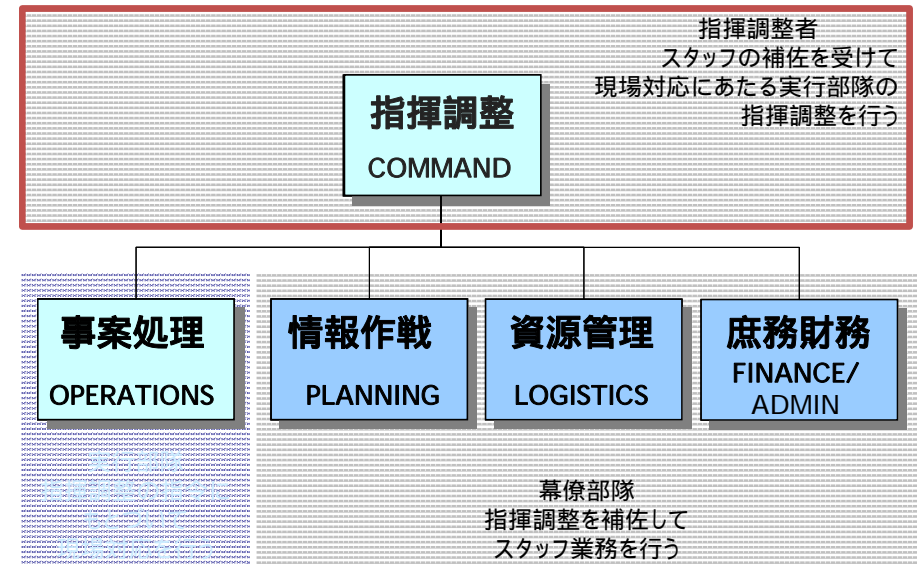 指揮調整者
スタッフの補佐を受けて
現場対応にあたる実行部隊の
指揮調整を行う
指揮調整
COMMAND
事案処理
OPERATIONS
情報作戦
PLANNING
資源管理
LOGISTICS
庶務財務
FINANCE/
ADMIN
実行部隊
幕僚部隊
指揮調整を補佐して
スタッフ業務を行う